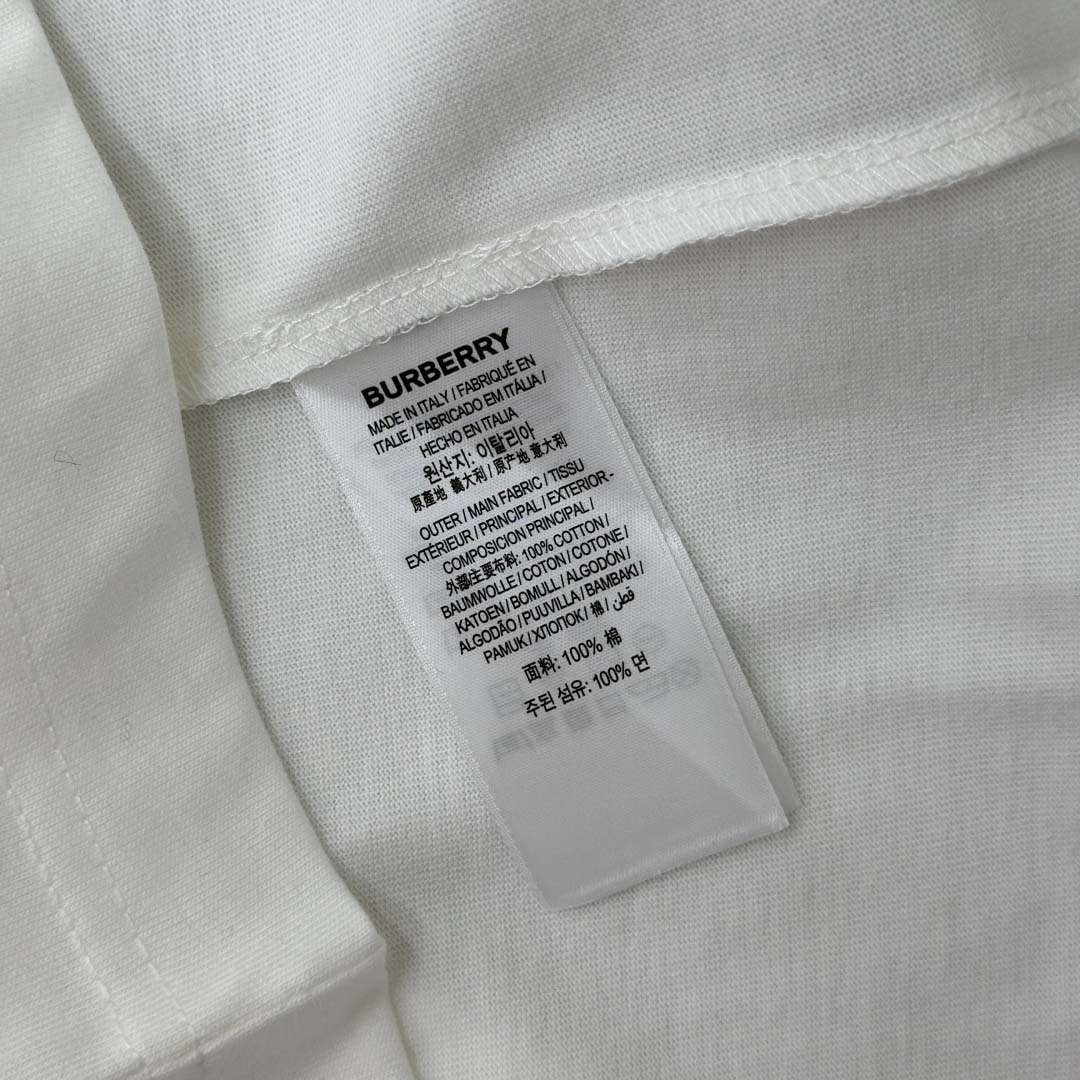 BURBERRY
MADE IN ITALY / FABRIQUÉ EN
ITALIE / FABRICADO EM ITÁLIA /
HECHO EN ITALIA
원산지: 이탈리아
原產地 義大利 / 原产地 意大利
OUTER / MAIN FABRIC / TISSU
EXTÉRIEUR / PRINCIPAL / EXTERIOR -
COMPOSICION PRINCIPAL /
外部/主要布料: 100% COTTON /
BAUMWOLLE / COTON / COTONE /
KATOEN / BOMULL / ALGODÓN /
ALGODÃO / PUUVILLA / BAMBAKI /
PAMUK / ХЛОПОК / 棉 / قطن
面料: 100% 棉
주된 섬유: 100% 면